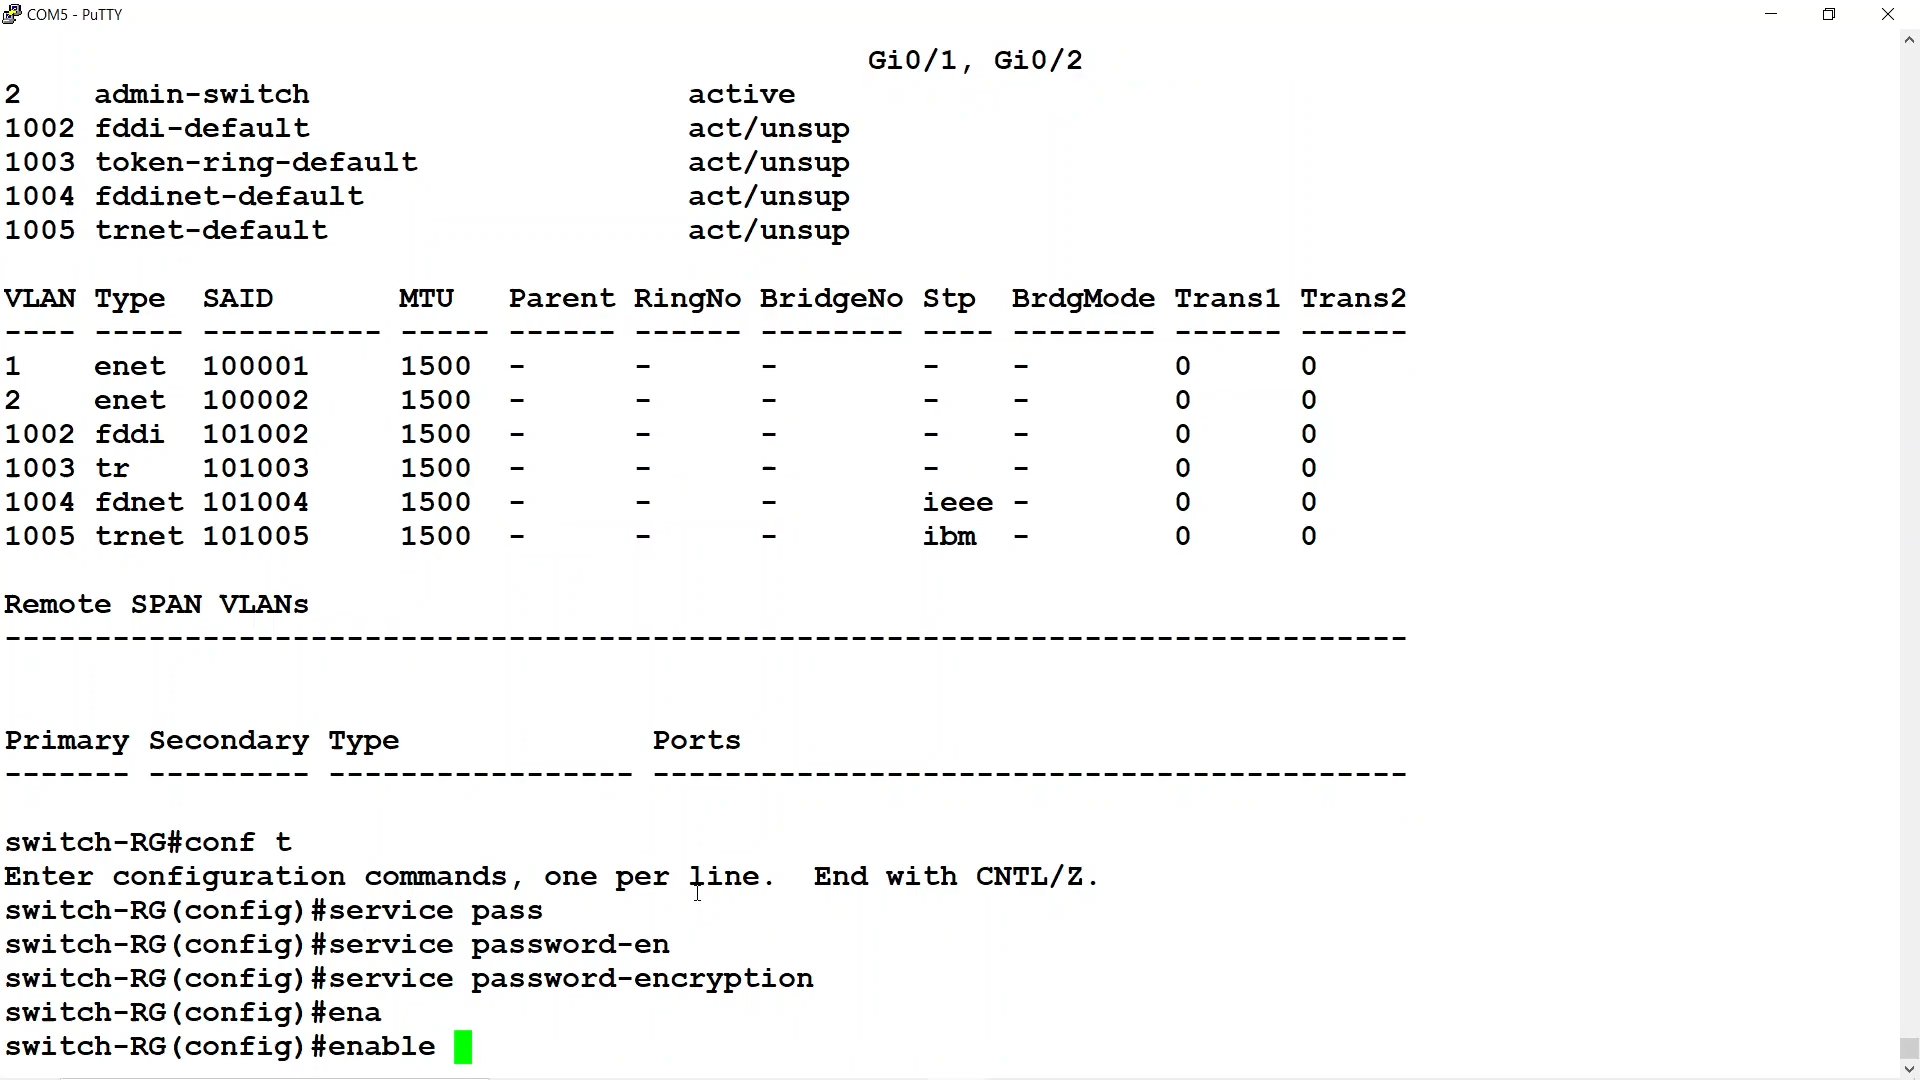 COM5 - PuTTY
Gi0/1, Gi0/2
2    admin-switch                     active
1002 fddi-default                     act/unsup
1003 token-ring-default               act/unsup
1004 fddinet-default                  act/unsup
1005 trnet-default                    act/unsup
VLAN Type  SAID       MTU   Parent RingNo BridgeNo Stp  BrdgMode Trans1 Trans2
---- ----- ---------- ----- ------ ------ -------- ---- -------- ------ ------
1    enet  100001     1500  -      -      -        -    -        0      0
2    enet  100002     1500  -      -      -        -    -        0      0
1002 fddi  101002     1500  -      -      -        -    -        0      0
1003 tr    101003     1500  -      -      -        -    -        0      0
1004 fdnet 101004     1500  -      -      -        ieee -        0      0
1005 trnet 101005     1500  -      -      -        ibm  -        0      0
Remote SPAN VLANs
------------------------------------------------------------------------------
Primary Secondary Type              Ports
------- --------- ----------------- ------------------------------------------
switch-RG#conf t
Enter configuration commands, one per line.  End with CNTL/Z.
switch-RG(config)#service pass
switch-RG(config)#service password-en
switch-RG(config)#service password-encryption
switch-RG(config)#ena
switch-RG(config)#enable